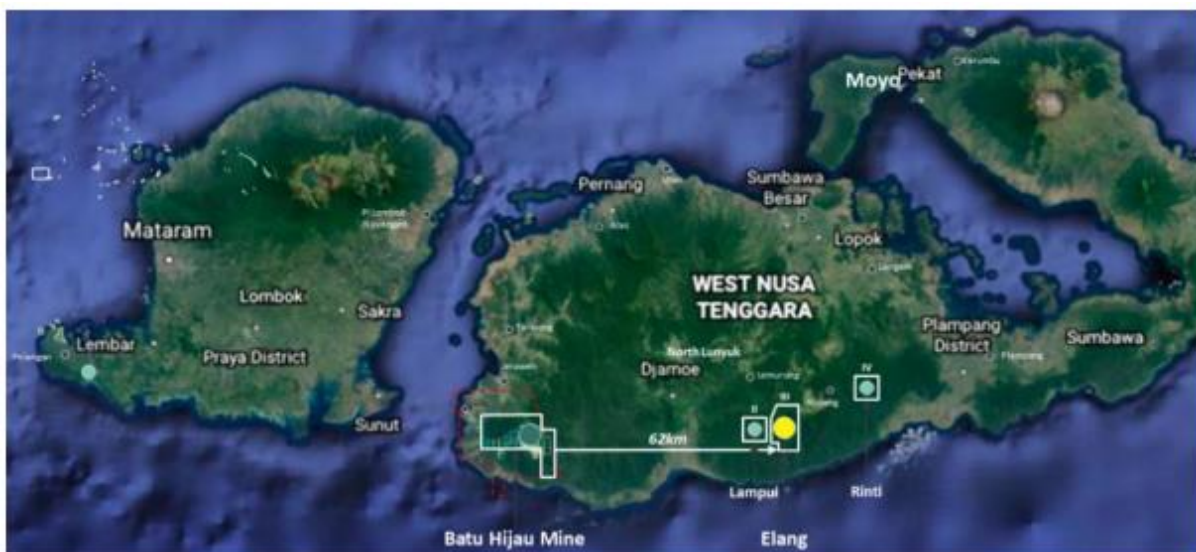 Moyo
Pekat
Pernang
Sumbawa
Besar
Mataram
Lopok
WEST NUSA
TENGGARA
Lombok
Sakra
Plampang
District
Sumbawa
Plampang
Lembar
Praya District
North Lunyuk
Djamoe
IV
III
II
Sunut
62km
Lampui
Rinti
Batu Hijau Mine
Elang